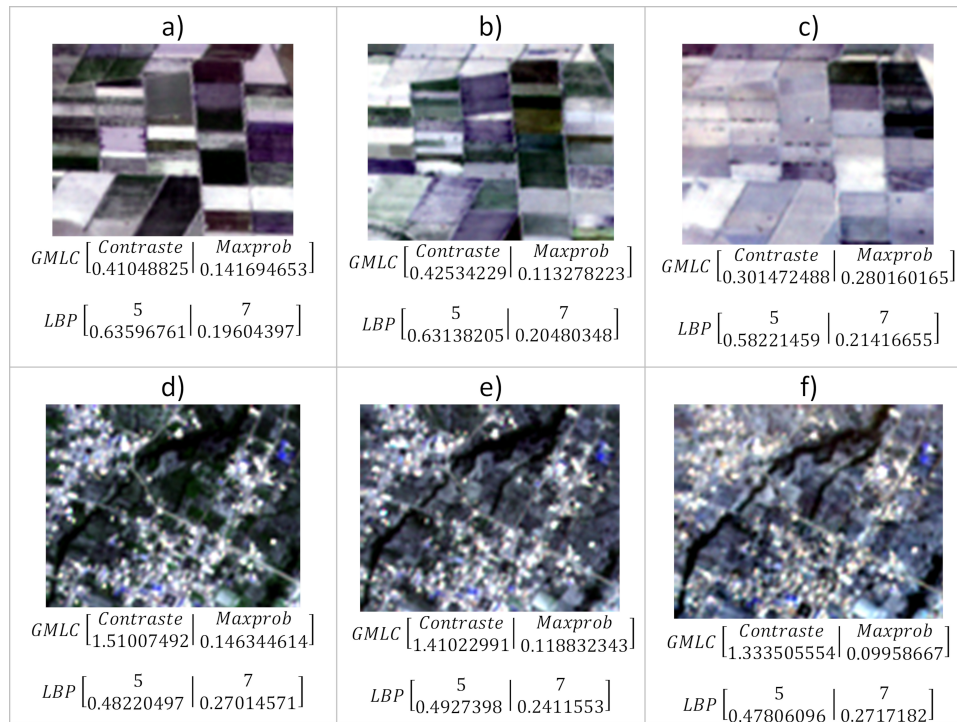 a)
GMLC [Contraste | Maxprob]
[0.41048825 | 0.141694653]
LBP [5 | 7]
[0.63596761 | 0.19604397]
b)
GMLC [Contraste | Maxprob]
[0.42534229 | 0.113278223]
LBP [5 | 7]
[0.63138205 | 0.20480348]
c)
GMLC [Contraste | Maxprob]
[0.301472488 | 0.280160165]
LBP [5 | 7]
[0.58221459 | 0.21416655]
d)
GMLC [Contraste | Maxprob]
[1.51007492 | 0.146344614]
LBP [5 | 7]
[0.48220497 | 0.27014571]
e)
GMLC [Contraste | Maxprob]
[1.41022991 | 0.118832343]
LBP [5 | 7]
[0.4927398 | 0.2411553]
f)
GMLC [Contraste | Maxprob]
[1.333505554 | 0.09958667]
LBP [5 | 7]
[0.47806096 | 0.2717182]